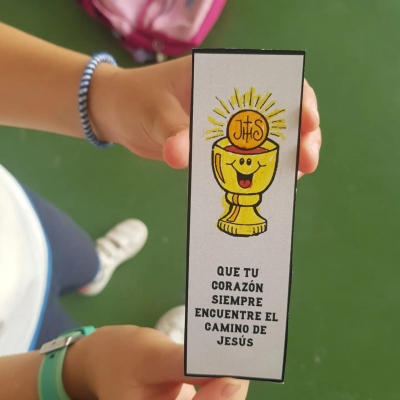 JHS
QUE TU
CORAZÓN
SIEMPRE
ENCUENTRE EL
CAMINO DE
JESÚS